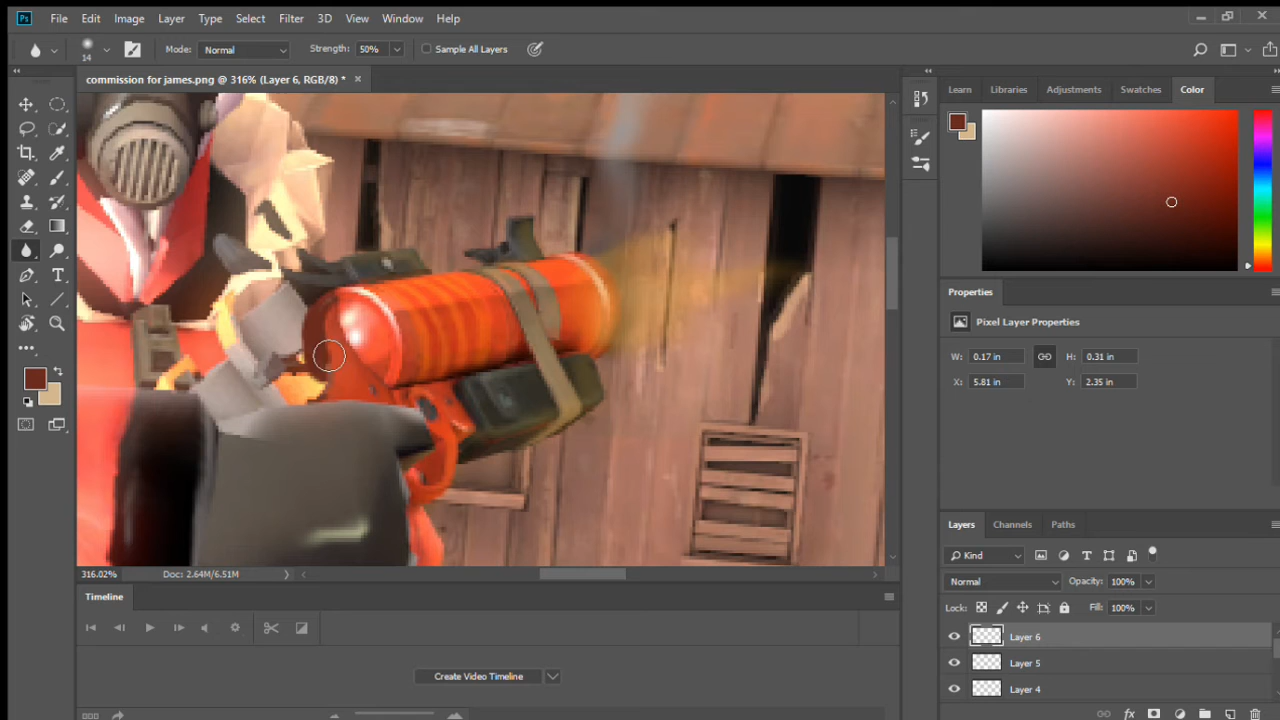 Ps File Edit Image Layer Type Select Filter 3D View Window Help
14 Mode: Normal Strength: 50% Sample All Layers
commission for james.png @ 316% (Layer 6, RGB/8) * ×
Learn Libraries Adjustments Swatches Color
Properties
Pixel Layer Properties
W: 0.17 in H: 0.31 in
X: 5.81 in Y: 2.35 in
Layers Channels Paths
Kind
Normal Opacity: 100%
Lock: Fill: 100%
Layer 6
Layer 5
Layer 4
316.02% Doc: 2.64M/6.51M
Timeline
Create Video Timeline